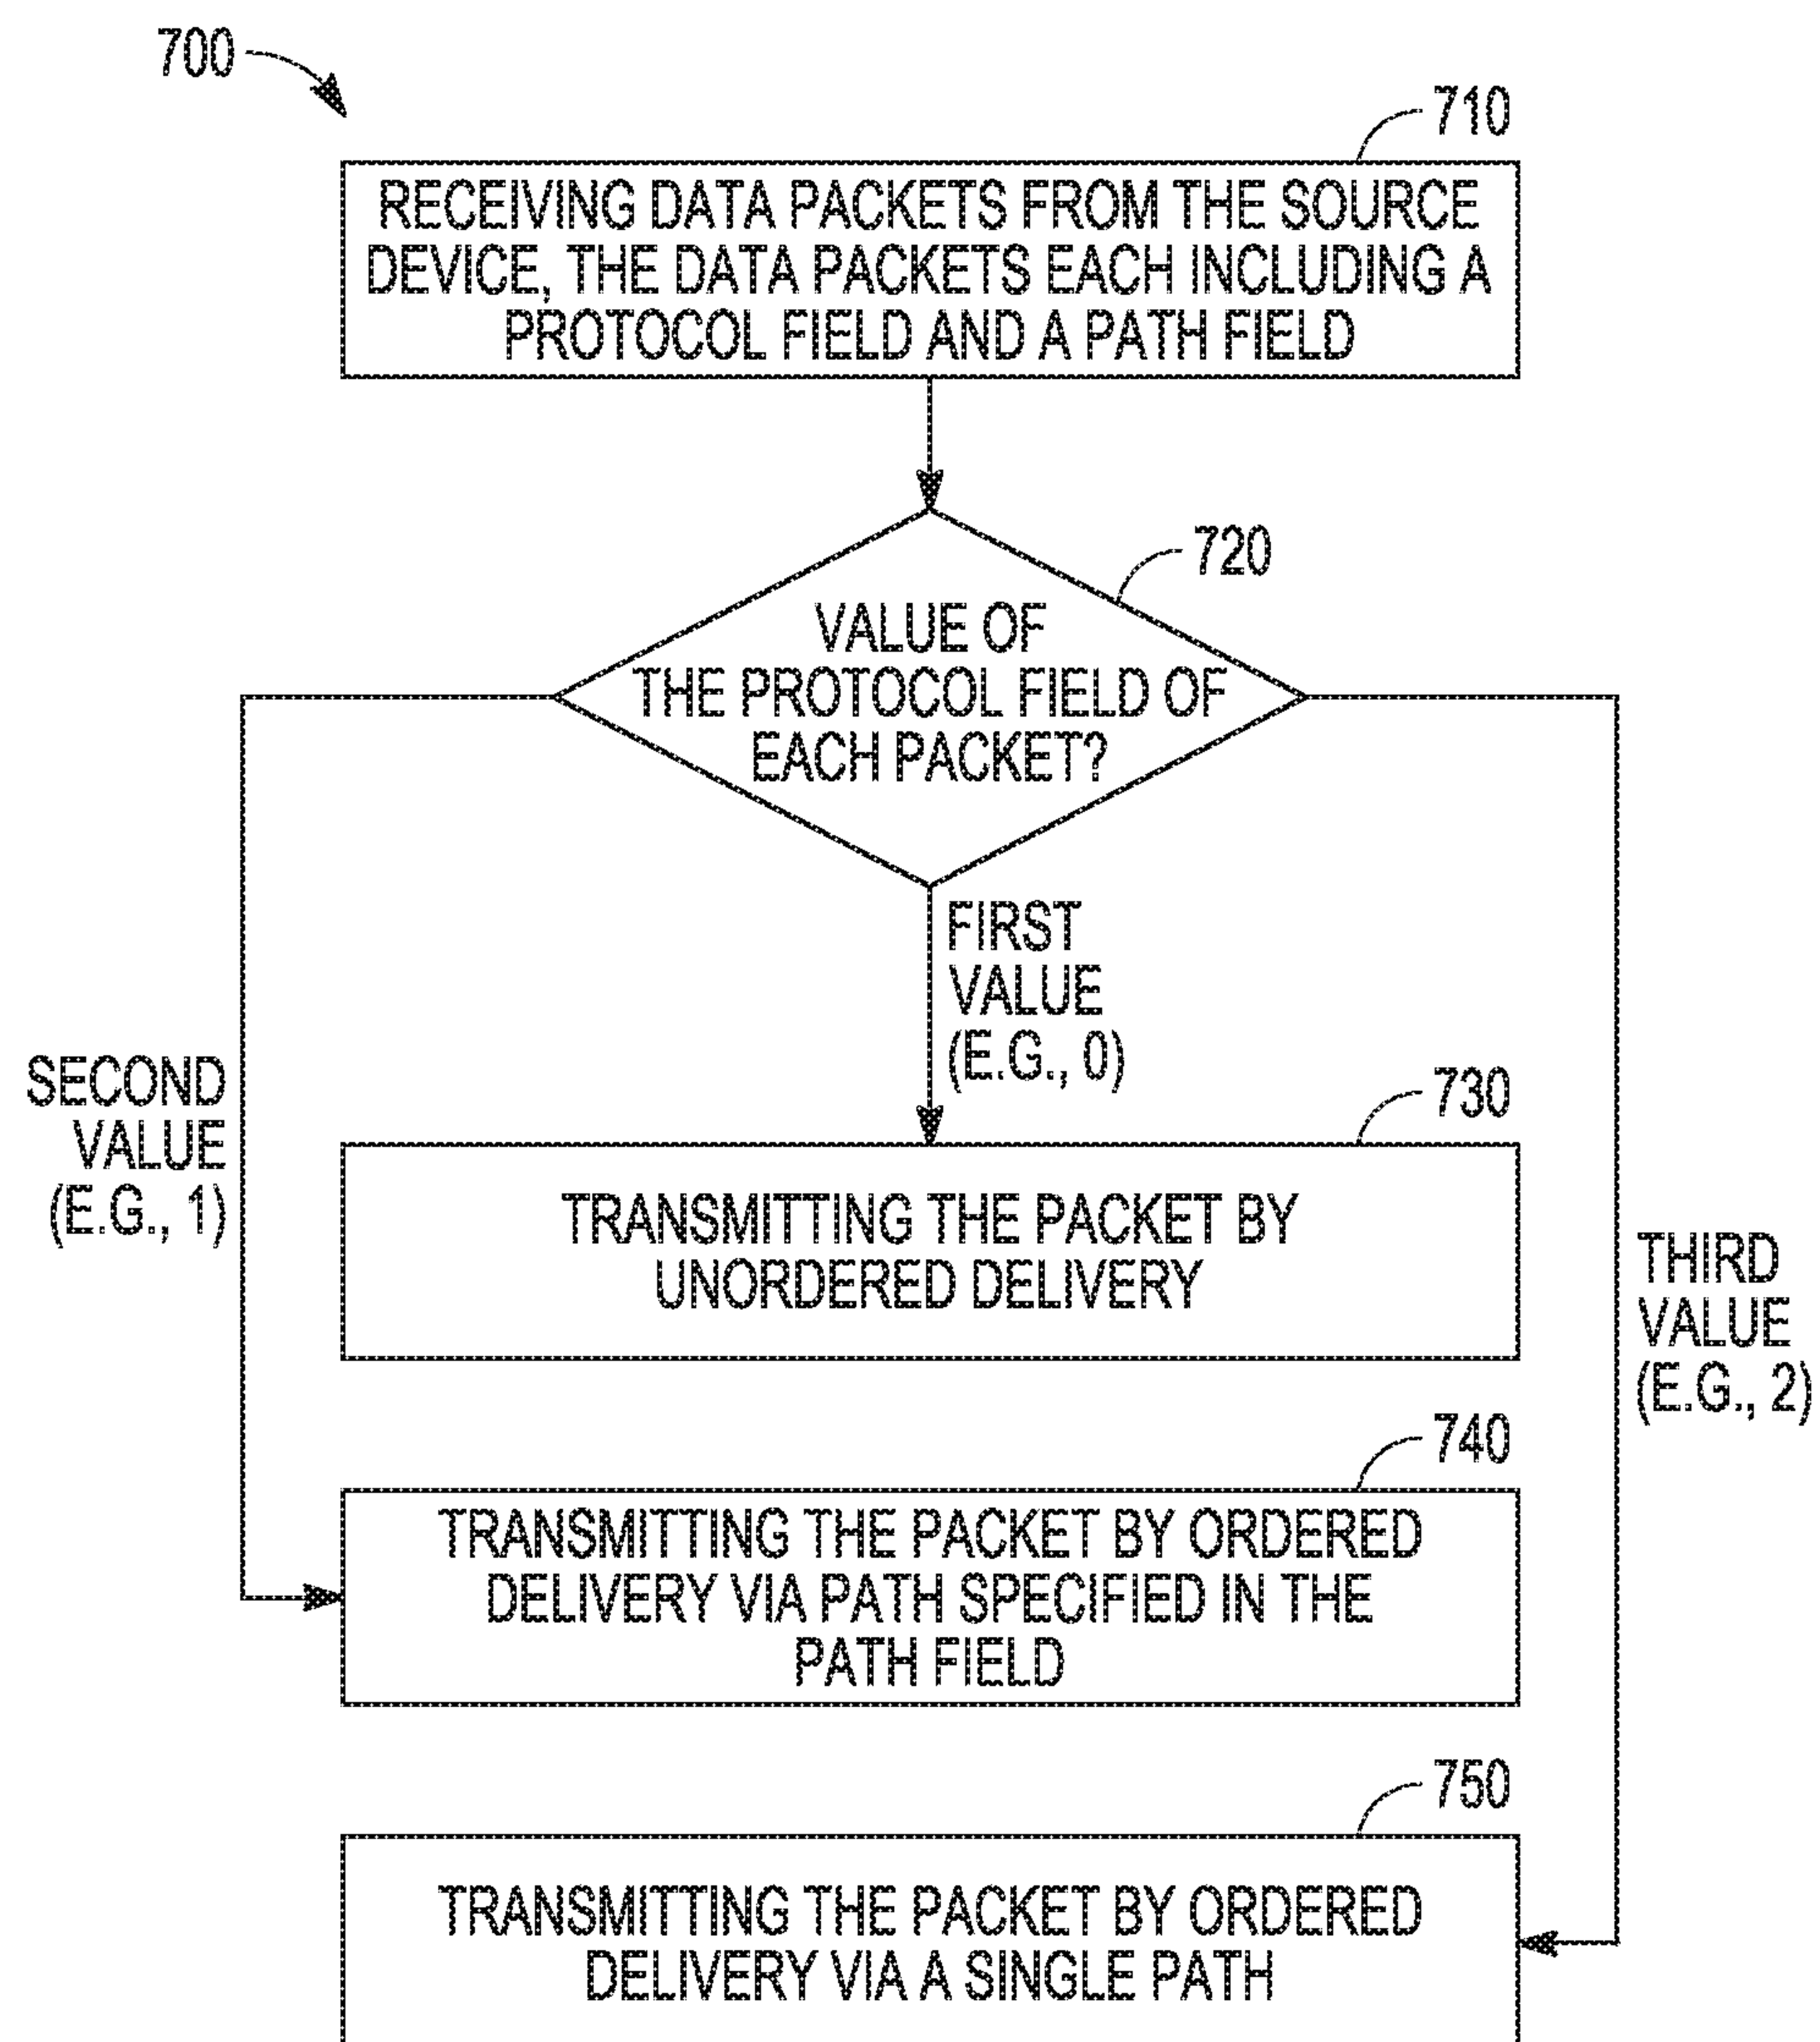 700
710
RECEIVING DATA PACKETS FROM THE SOURCE
DEVICE, THE DATA PACKETS EACH INCLUDING A
PROTOCOL FIELD AND A PATH FIELD
720
VALUE OF
THE PROTOCOL FIELD OF
EACH PACKET?
FIRST
VALUE
(E.G., 0)
SECOND
VALUE
(E.G., 1)
THIRD
VALUE
(E.G., 2)
730
TRANSMITTING THE PACKET BY
UNORDERED DELIVERY
740
TRANSMITTING THE PACKET BY ORDERED
DELIVERY VIA PATH SPECIFIED IN THE
PATH FIELD
750
TRANSMITTING THE PACKET BY ORDERED
DELIVERY VIA A SINGLE PATH